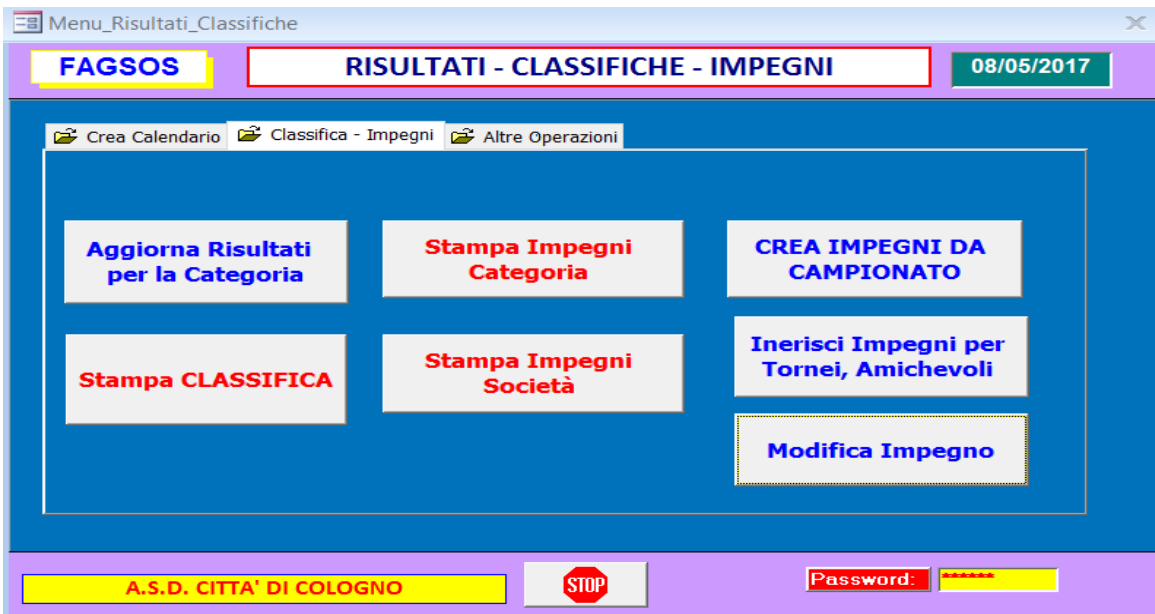 Menu_Risultati_Classifiche
FAGSOS
RISULTATI - CLASSIFICHE - IMPEGNI
08/05/2017
Crea Calendario
Classifica - Impegni
Altre Operazioni
Aggiorna Risultati
per la Categoria
Stampa Impegni
Categoria
CREA IMPEGNI DA
CAMPIONATO
Stampa CLASSIFICA
Stampa Impegni
Società
Inerisci Impegni per
Tornei, Amichevoli
Modifica Impegno
A.S.D. CITTA' DI COLOGNO
STOP
Password:
******